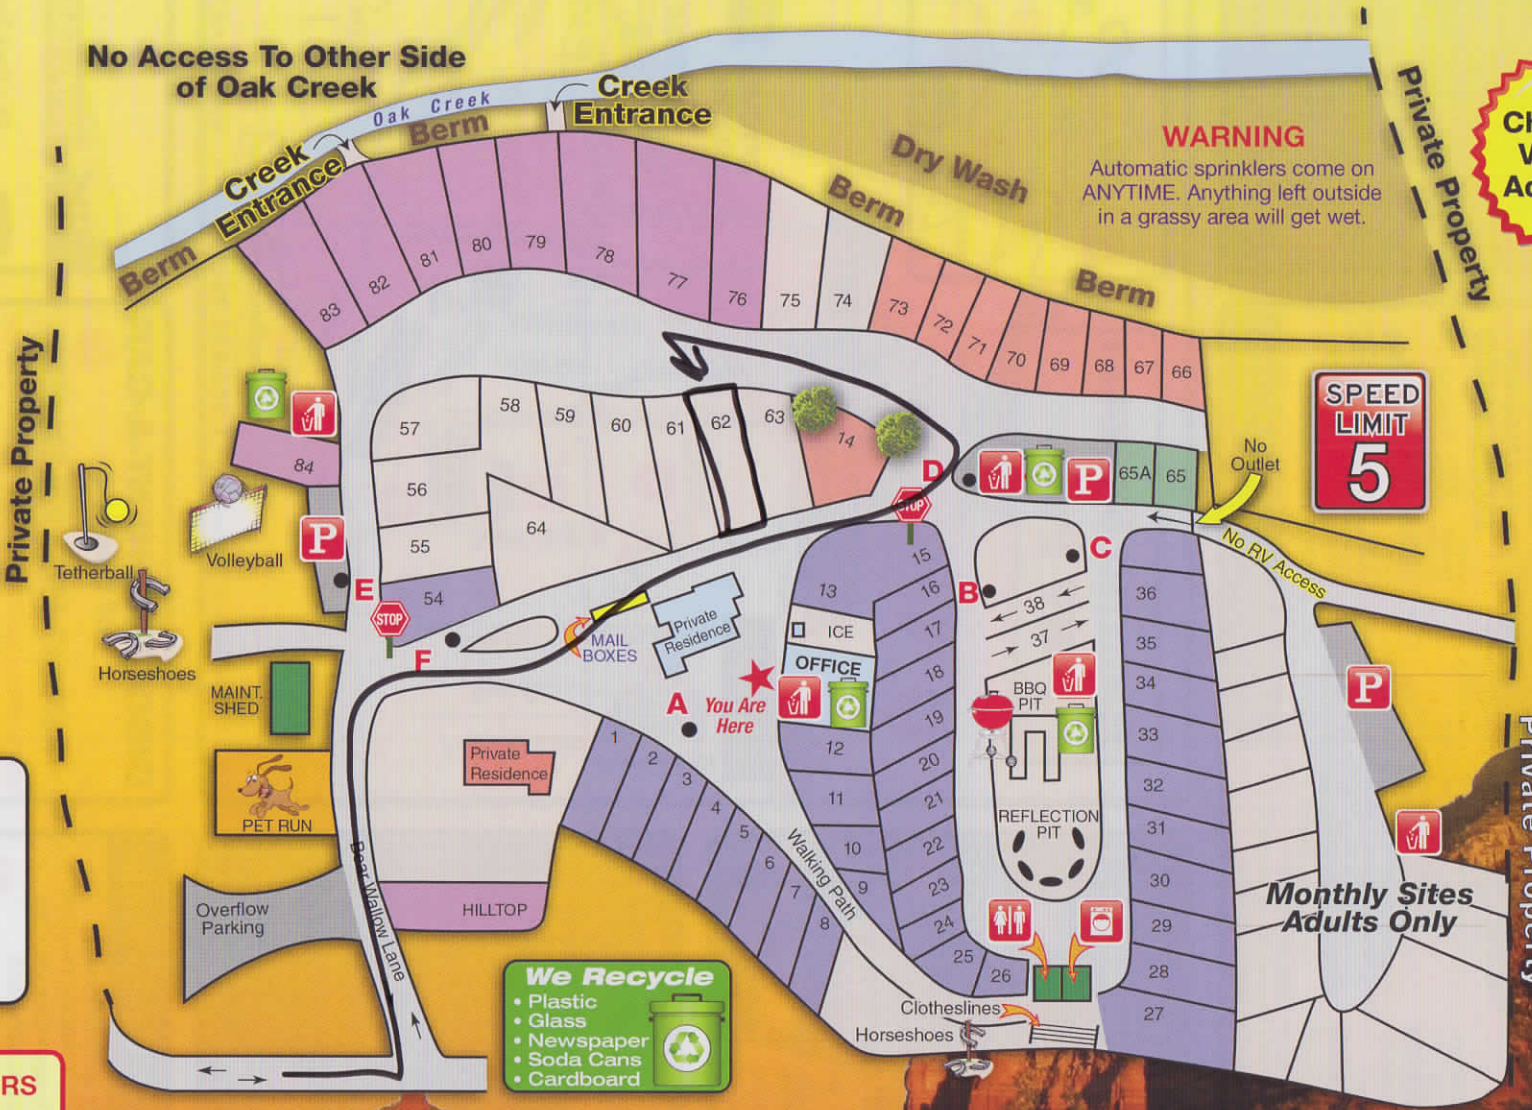 No Access To Other Side
of Oak Creek
Oak Creek
Creek
Entrance
Berm
Creek
Entrance
Berm
Dry Wash
Berm
Berm
WARNING
Automatic sprinklers come on
ANYTIME. Anything left outside
in a grassy area will get wet.
Private Property
Private Property
83
82
81
80
79
78
77
76
75
74
73
72
71
70
69
68
67
66
SPEED
LIMIT
5
No
Outlet
No RV Access
57
58
59
60
61
62
63
14
56
55
54
64
84
P
Volleyball
Tetherball
Horseshoes
E
STOP
F
D
STOP
P
65A
65
C
B
38
37
MAIL
BOXES
Private
Residence
13
ICE
OFFICE
A
You Are
Here
15
16
17
18
19
20
21
22
23
24
25
26
12
11
10
9
BBQ
PIT
REFLECTION
PIT
36
35
34
33
32
31
30
29
28
27
P
Monthly Sites
Adults Only
Private Property
MAINT.
SHED
PET RUN
Overflow
Parking
Bear Wallow Lane
Private
Residence
HILLTOP
1
2
3
4
5
6
7
8
Walking Path
We Recycle
• Plastic
• Glass
• Newspaper
• Soda Cans
• Cardboard
Clotheslines
Horseshoes
RS